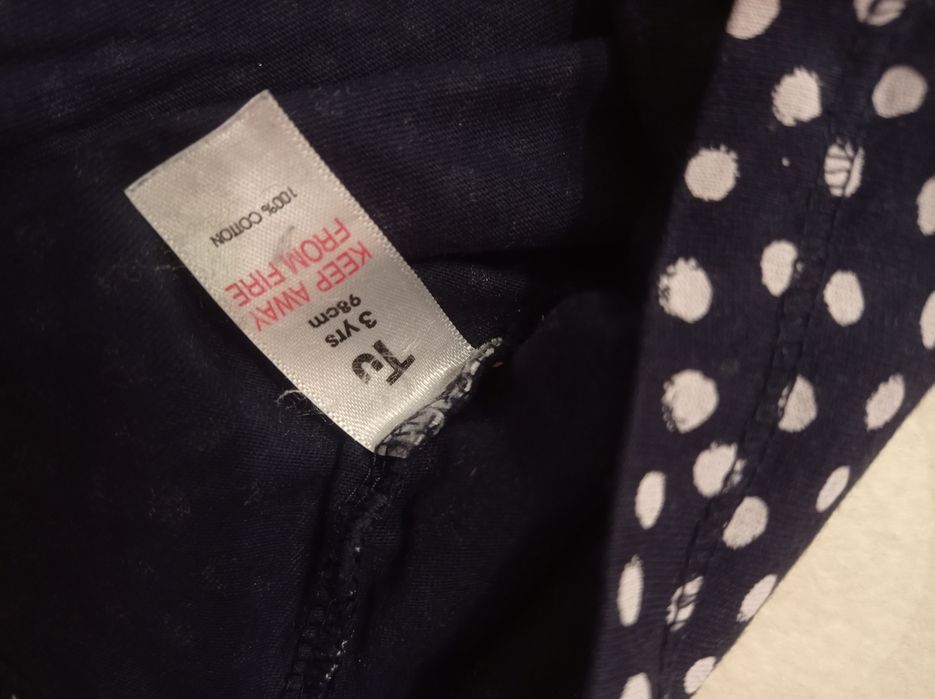 TU
3 yrs
98cm
KEEP AWAY
FROM FIRE
100% COTTON